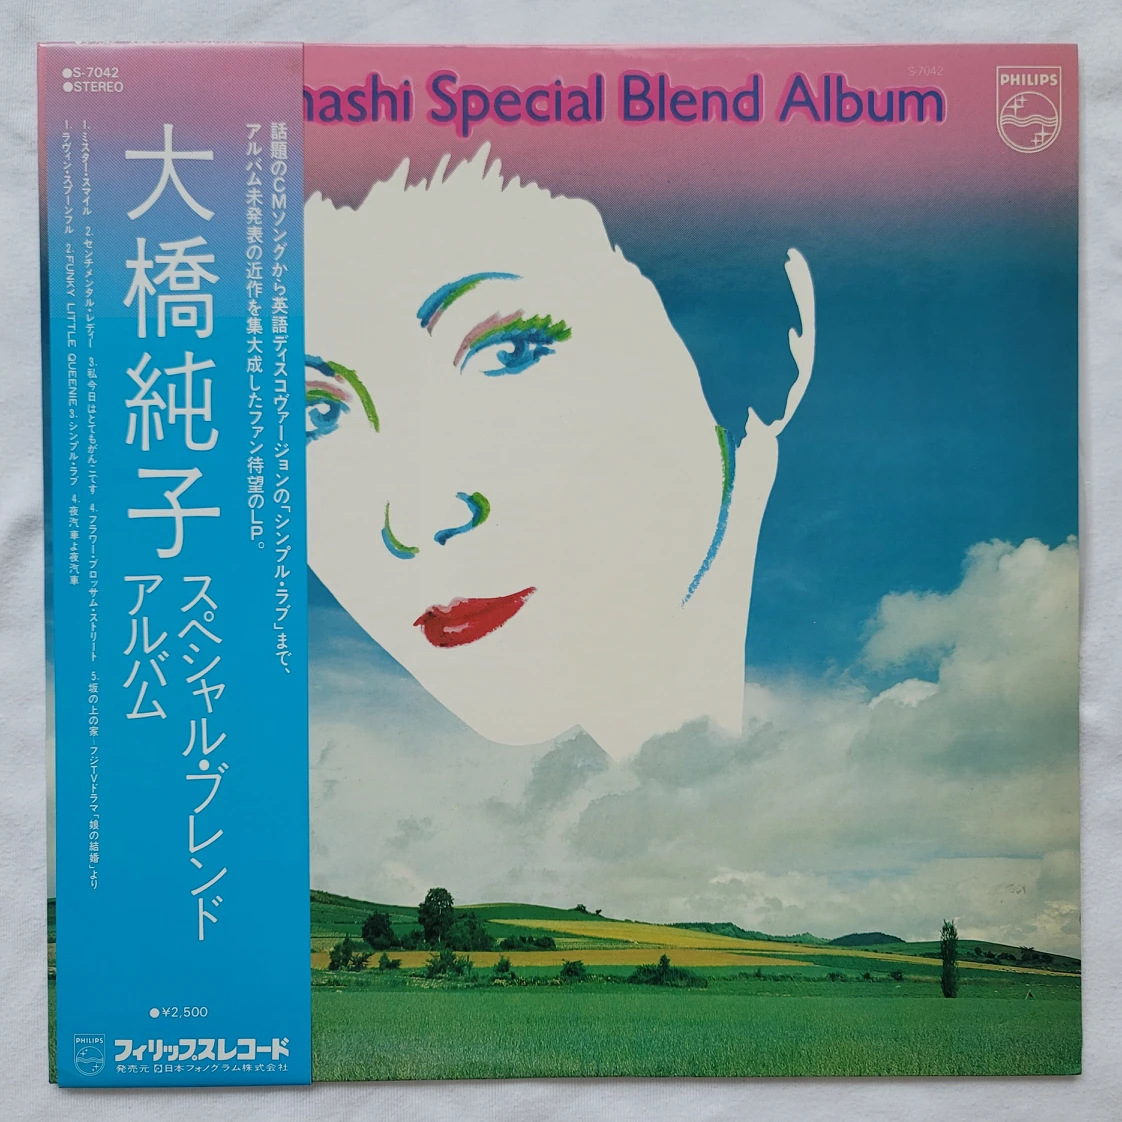 ●S-7042
●STEREO
hashi Special Blend Album
S-7042
PHILIPS
話題のCMソングから英語ディスコヴァージョンの「シンプル・ラブ」まで、
アルバム未発表の近作を集大成したファン待望のLP。
大橋純子
スペシャル・ブレンド
アルバム
1. ミスター・スマイル 2. センチメンタル・レディー 3. 私今日はとてもがんこです 4. フラワー・ブロッサム・ストリート 5. 坂の上の家—フジTVドラマ「娘の結婚」より
1. ラヴィン・スプーンフル 2. FUNKY LITTLE QUEENIE 3. シンプル・ラブ 4. 夜汽車よ夜汽車
●¥2,500
PHILIPS
フィリップスレコード
発売元 日本フォノグラム株式会社